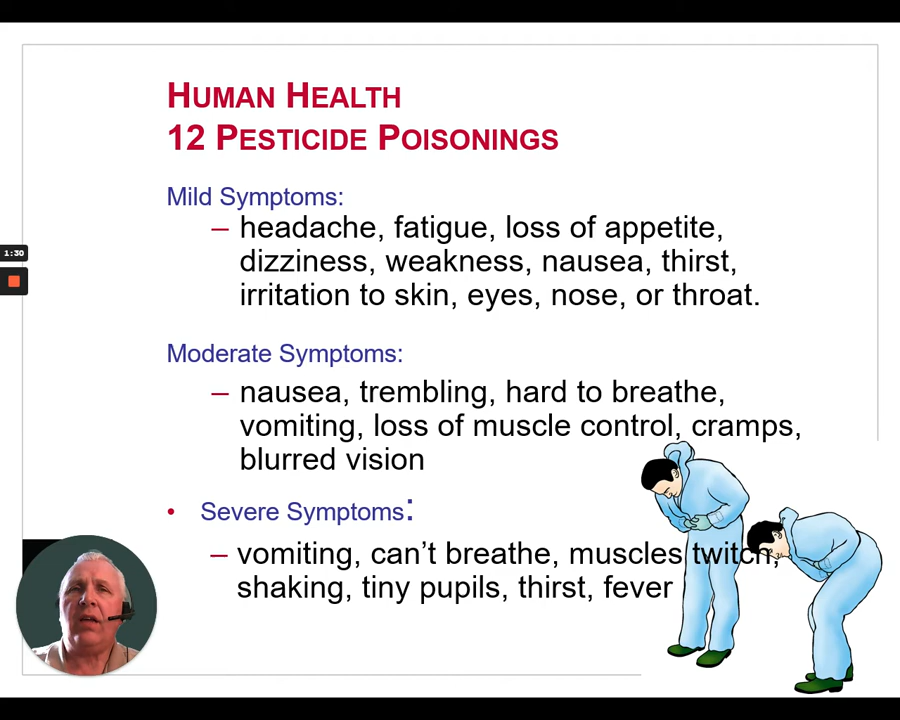 HUMAN HEALTH
12 PESTICIDE POISONINGS
Mild Symptoms:
– headache, fatigue, loss of appetite,
dizziness, weakness, nausea, thirst,
irritation to skin, eyes, nose, or throat.
1:30
Moderate Symptoms:
– nausea, trembling, hard to breathe,
vomiting, loss of muscle control, cramps,
blurred vision
• Severe Symptoms:
– vomiting, can't breathe, muscles twitch,
shaking, tiny pupils, thirst, fever